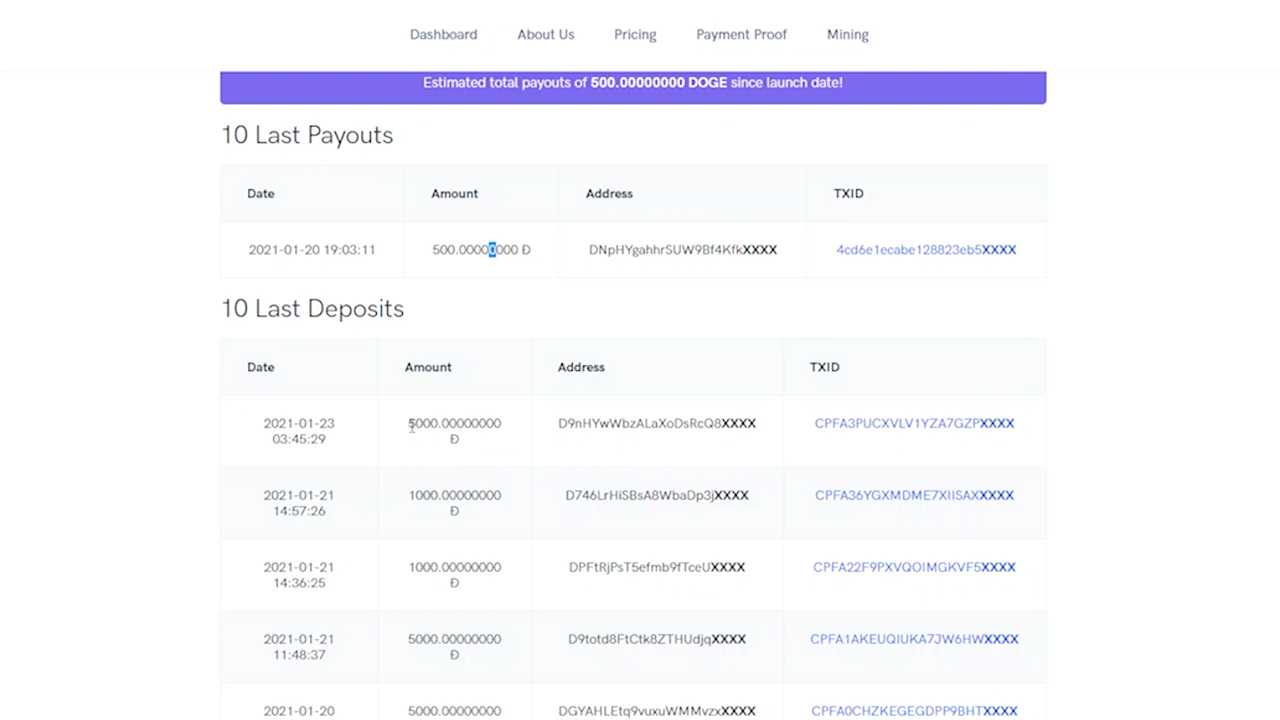 Dashboard About Us Pricing Payment Proof Mining
Estimated total payouts of 500.00000000 DOGE since launch date!
10 Last Payouts
Date Amount Address TXID
2021-01-20 19:03:11 500.00000000 Ð DNpHYgahhrSUW9Bf4KfkXXXX 4cd6e1ecabe128823eb5XXXX
10 Last Deposits
Date Amount Address TXID
2021-01-23 5000.00000000 D9nHYwWbzALaXoDsRcQ8XXXX CPFA3PUCXVLV1YZA7GZPXXXX
03:45:29 Ð
2021-01-21 1000.00000000 D746LrHiSBsA8WbaDp3jXXXX CPFA36YGXMDME7XIISAXXXXX
14:57:26 Ð
2021-01-21 1000.00000000 DPFtRjPsT5efmb9fTceUXXXX CPFA22F9PXVQOIMGKVF5XXXX
14:36:25 Ð
2021-01-21 5000.00000000 D9totd8FtCtk8ZTHUdjqXXXX CPFA1AKEUQIUKA7JW6HWXXXX
11:48:37 Ð
2021-01-20 5000.00000000 DGYAHLEtq9vuxuWMMvzxXXXX CPFA0CHZKEGEGDPP9BHTXXXX